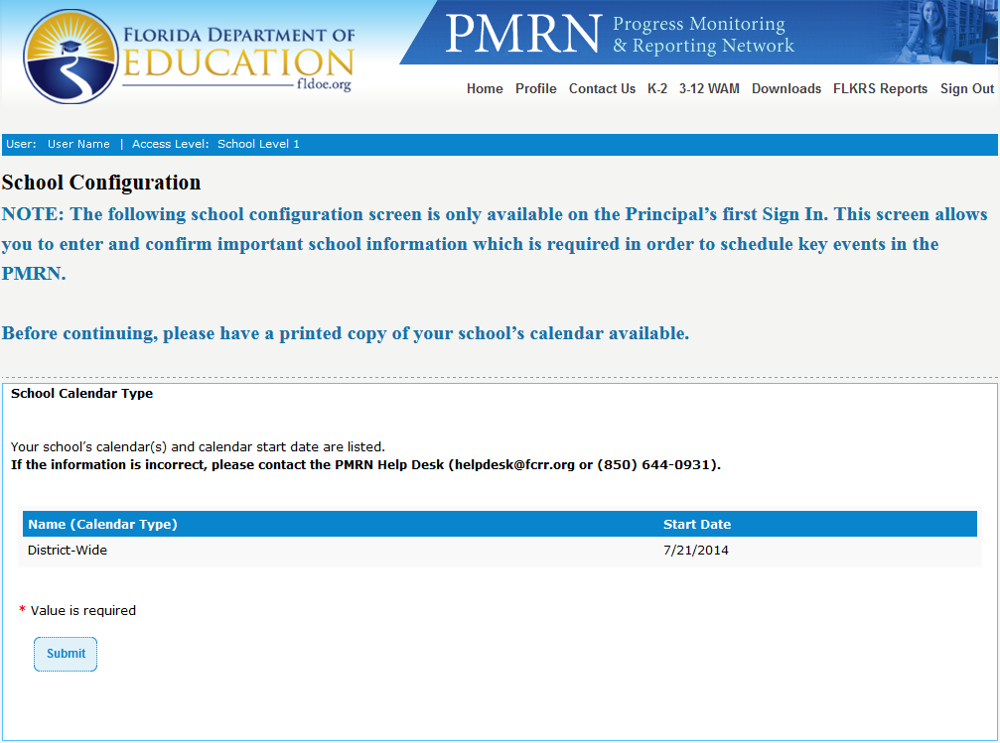 FLORIDA DEPARTMENT OF
EDUCATION
fldoe.org
PMRN Progress Monitoring
& Reporting Network
Home Profile Contact Us K-2 3-12 WAM Downloads FLKRS Reports Sign Out
User: User Name | Access Level: School Level 1
School Configuration
NOTE: The following school configuration screen is only available on the Principal’s first Sign In. This screen allows
you to enter and confirm important school information which is required in order to schedule key events in the
PMRN.
Before continuing, please have a printed copy of your school’s calendar available.
School Calendar Type
Your school’s calendar(s) and calendar start date are listed.
If the information is incorrect, please contact the PMRN Help Desk (helpdesk@fcrr.org or (850) 644-0931).
Name (Calendar Type) Start Date
District-Wide 7/21/2014
* Value is required
Submit